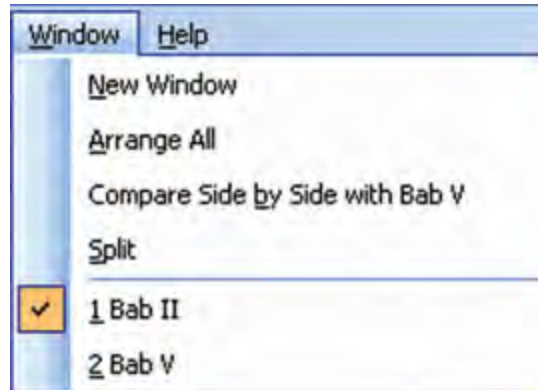 Window Help
New Window
Arrange All
Compare Side by Side with Bab V
Split
1 Bab II
2 Bab V